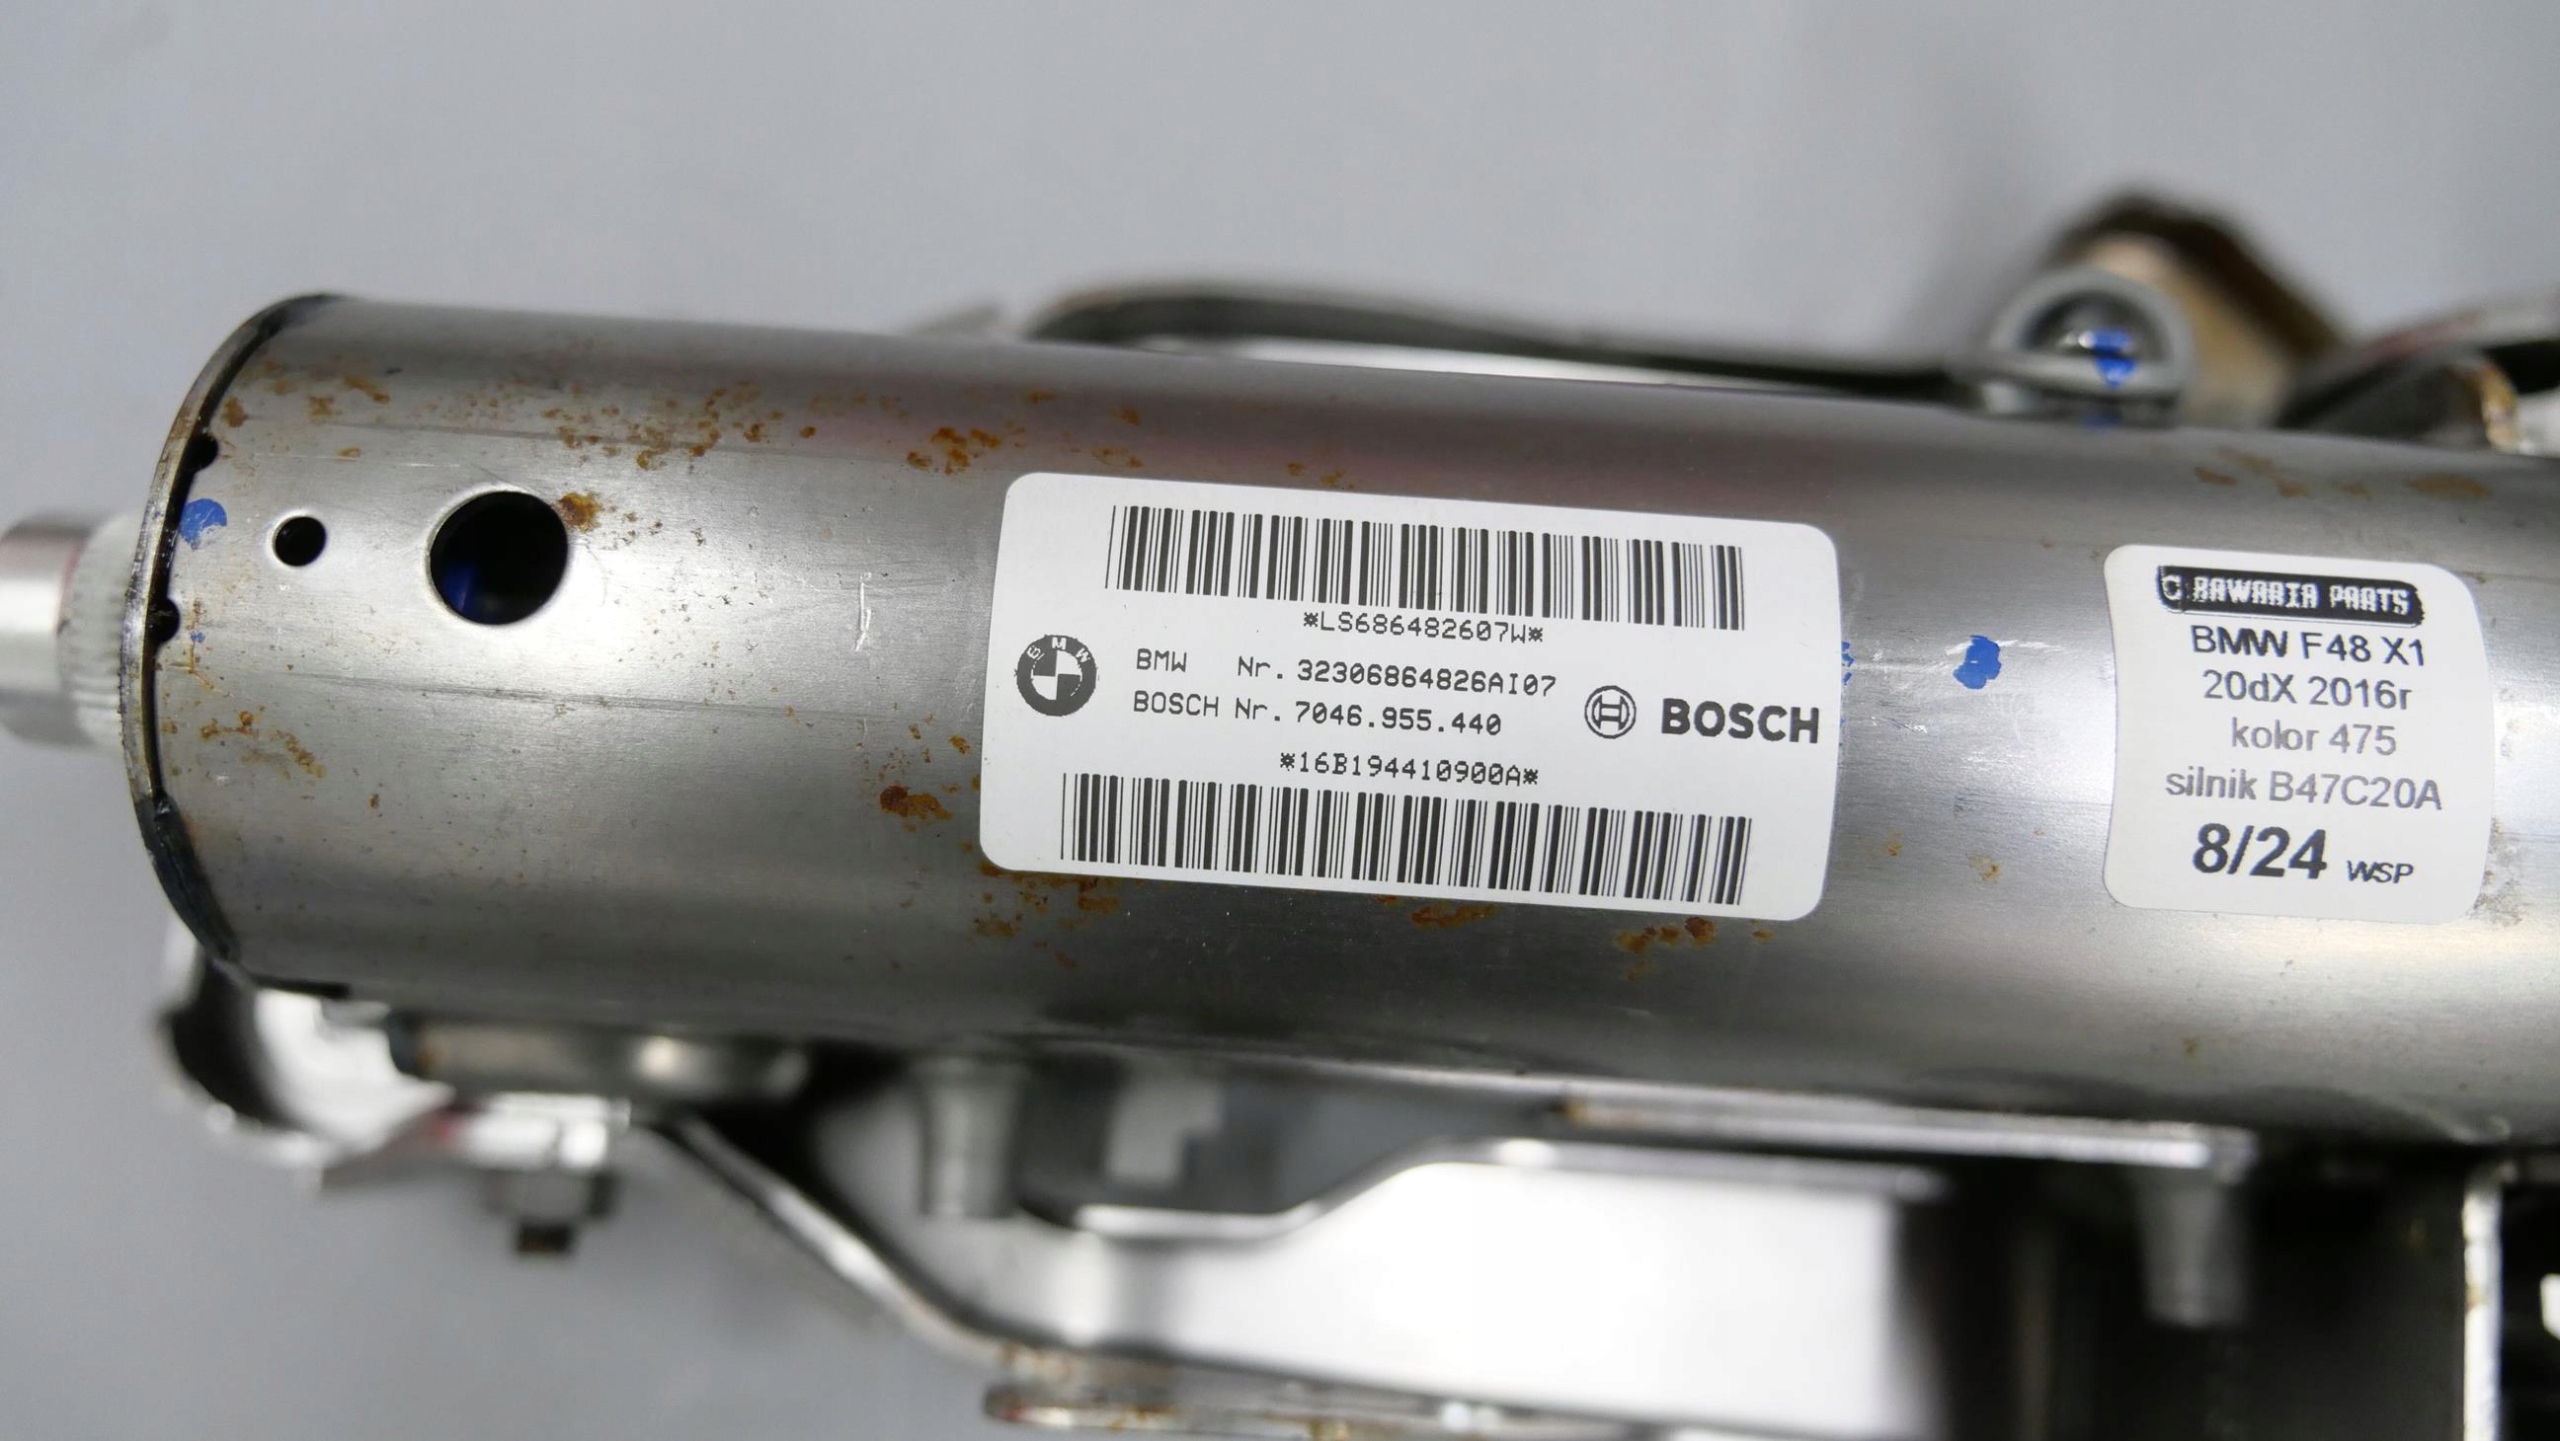 *LS686482607W*
BMW
BMW Nr. 32306864826AI07
BOSCH Nr. 7046.955.440
BOSCH
*16B194410900A*
BAWARIA PARTS
BMW F48 X1
20dX 2016r
kolor 475
silnik B47C20A
8/24 WSP